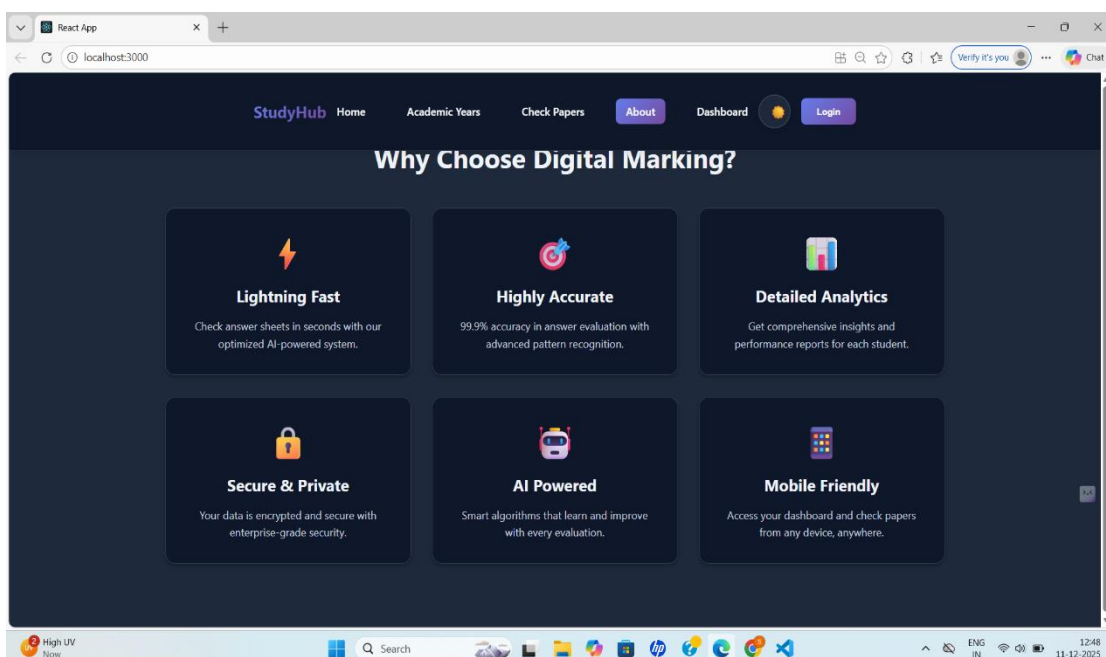 React App
localhost:3000
Verify it's you
Chat
StudyHub Home Academic Years Check Papers About Dashboard Login
Why Choose Digital Marking?
Lightning Fast
Check answer sheets in seconds with our
optimized AI-powered system.
Highly Accurate
99.9% accuracy in answer evaluation with
advanced pattern recognition.
Detailed Analytics
Get comprehensive insights and
performance reports for each student.
Secure & Private
Your data is encrypted and secure with
enterprise-grade security.
AI Powered
Smart algorithms that learn and improve
with every evaluation.
Mobile Friendly
Access your dashboard and check papers
from any device, anywhere.
2
High UV
Now
Search
hp
ENG
IN
12:48
11-12-2025